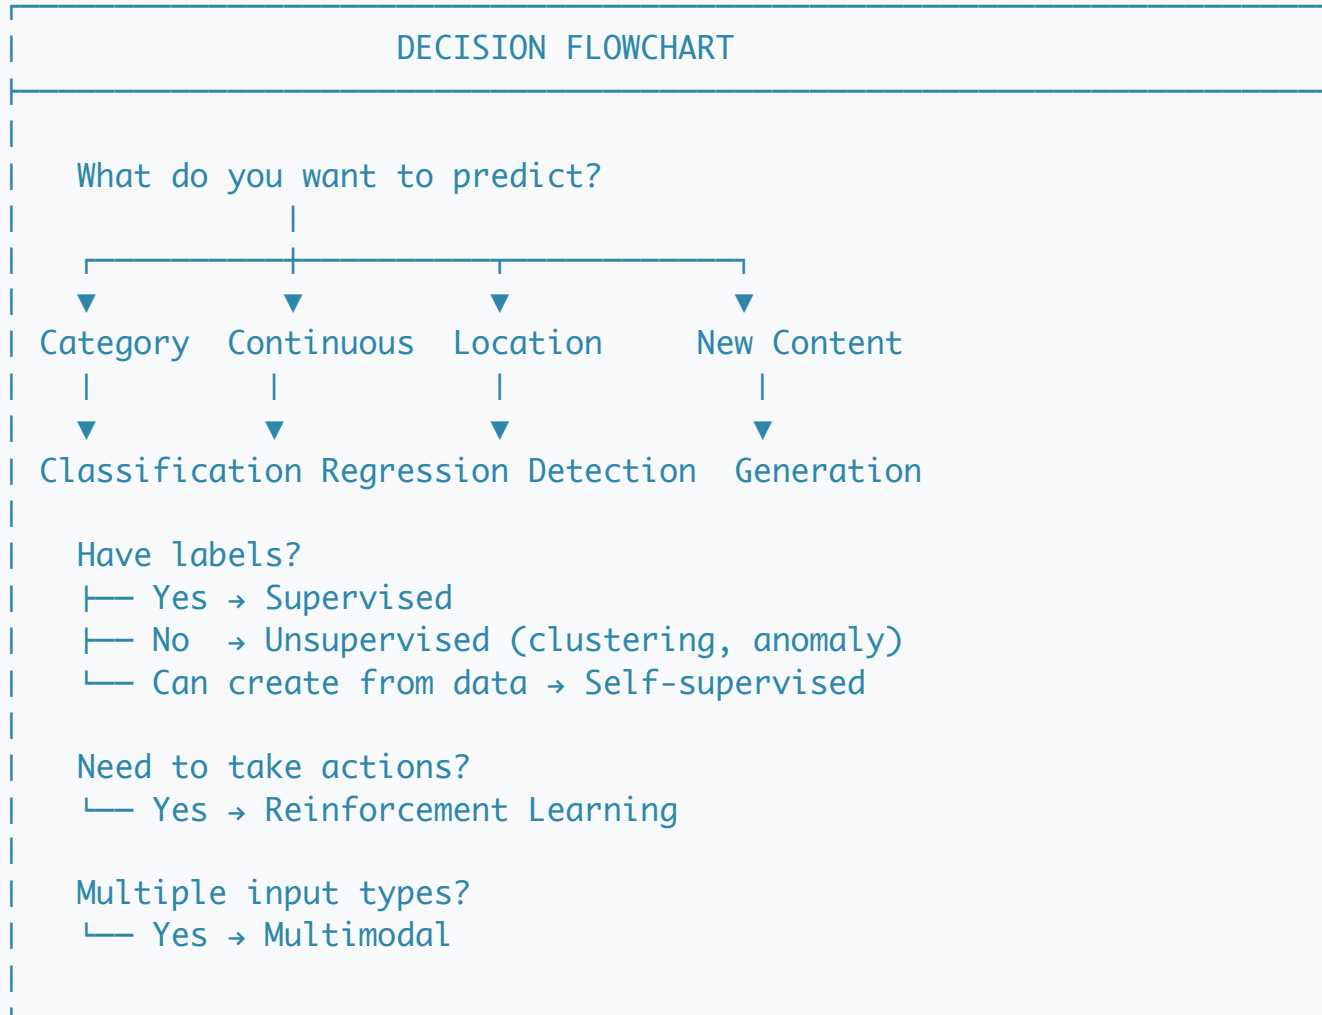 DECISION FLOWCHART
What do you want to predict?
Category Continuous Location New Content
Classification Regression Detection Generation
Have labels?
├── Yes → Supervised
├── No → Unsupervised (clustering, anomaly)
└── Can create from data → Self-supervised
Need to take actions?
└── Yes → Reinforcement Learning
Multiple input types?
└── Yes → Multimodal